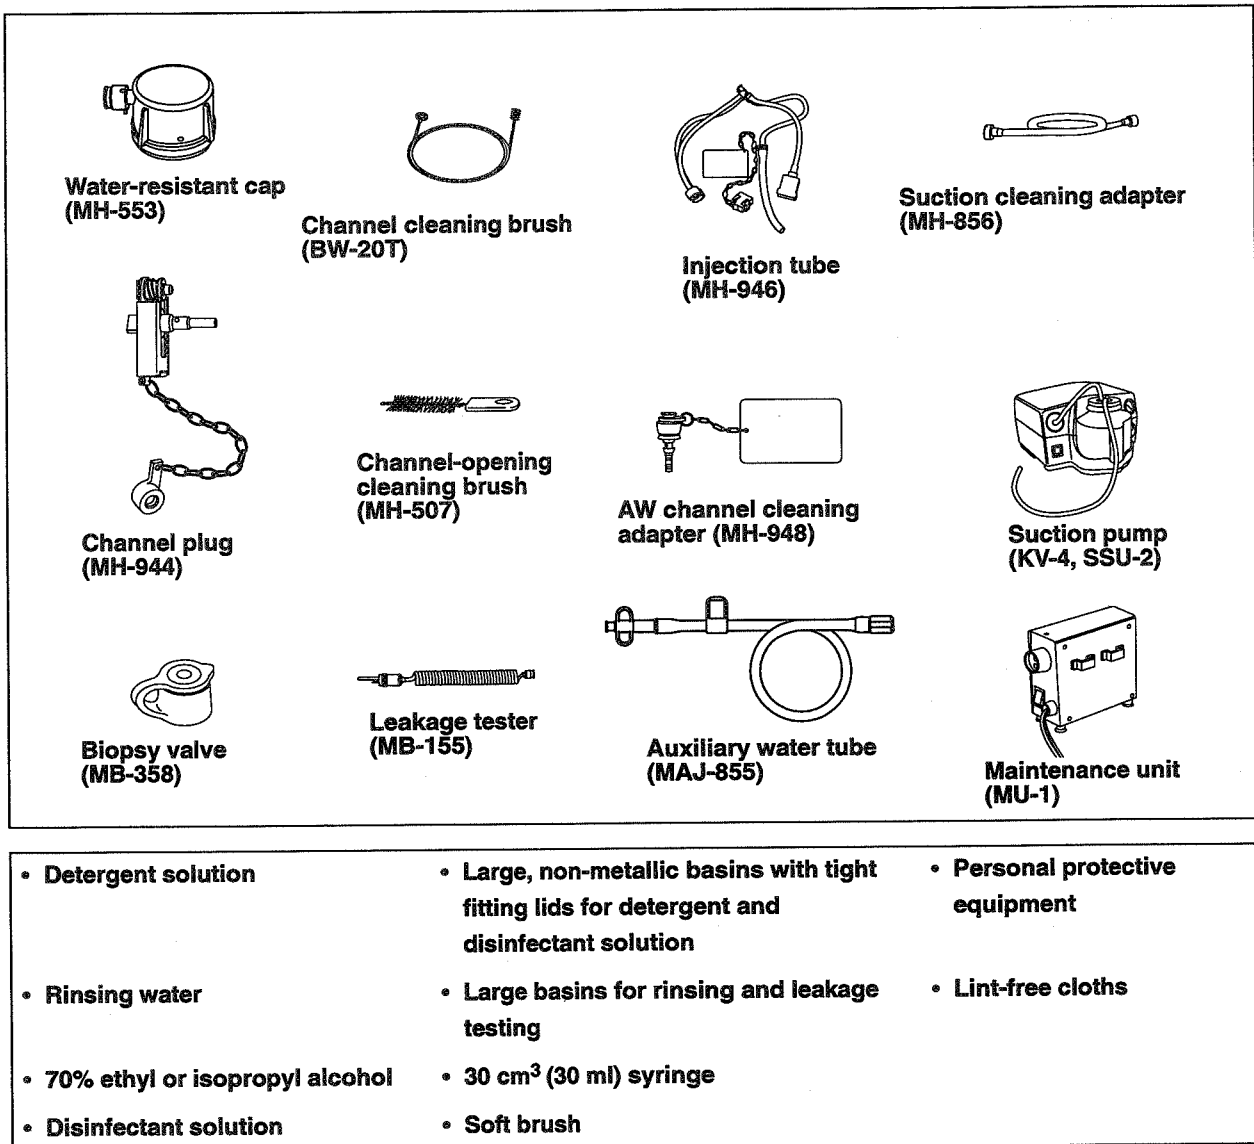 Water-resistant cap
(MH-553)
Channel cleaning brush
(BW-20T)
Injection tube
(MH-946)
Suction cleaning adapter
(MH-856)
Channel plug
(MH-944)
Channel-opening
cleaning brush
(MH-507)
AW channel cleaning
adapter (MH-948)
Suction pump
(KV-4, SSU-2)
Biopsy valve
(MB-358)
Leakage tester
(MB-155)
Auxiliary water tube
(MAJ-855)
Maintenance unit
(MU-1)
• Detergent solution
• Large, non-metallic basins with tight
fitting lids for detergent and
disinfectant solution
• Personal protective
equipment
• Rinsing water
• Large basins for rinsing and leakage
testing
• Lint-free cloths
• 70% ethyl or isopropyl alcohol
• 30 cm³ (30 ml) syringe
• Disinfectant solution
• Soft brush